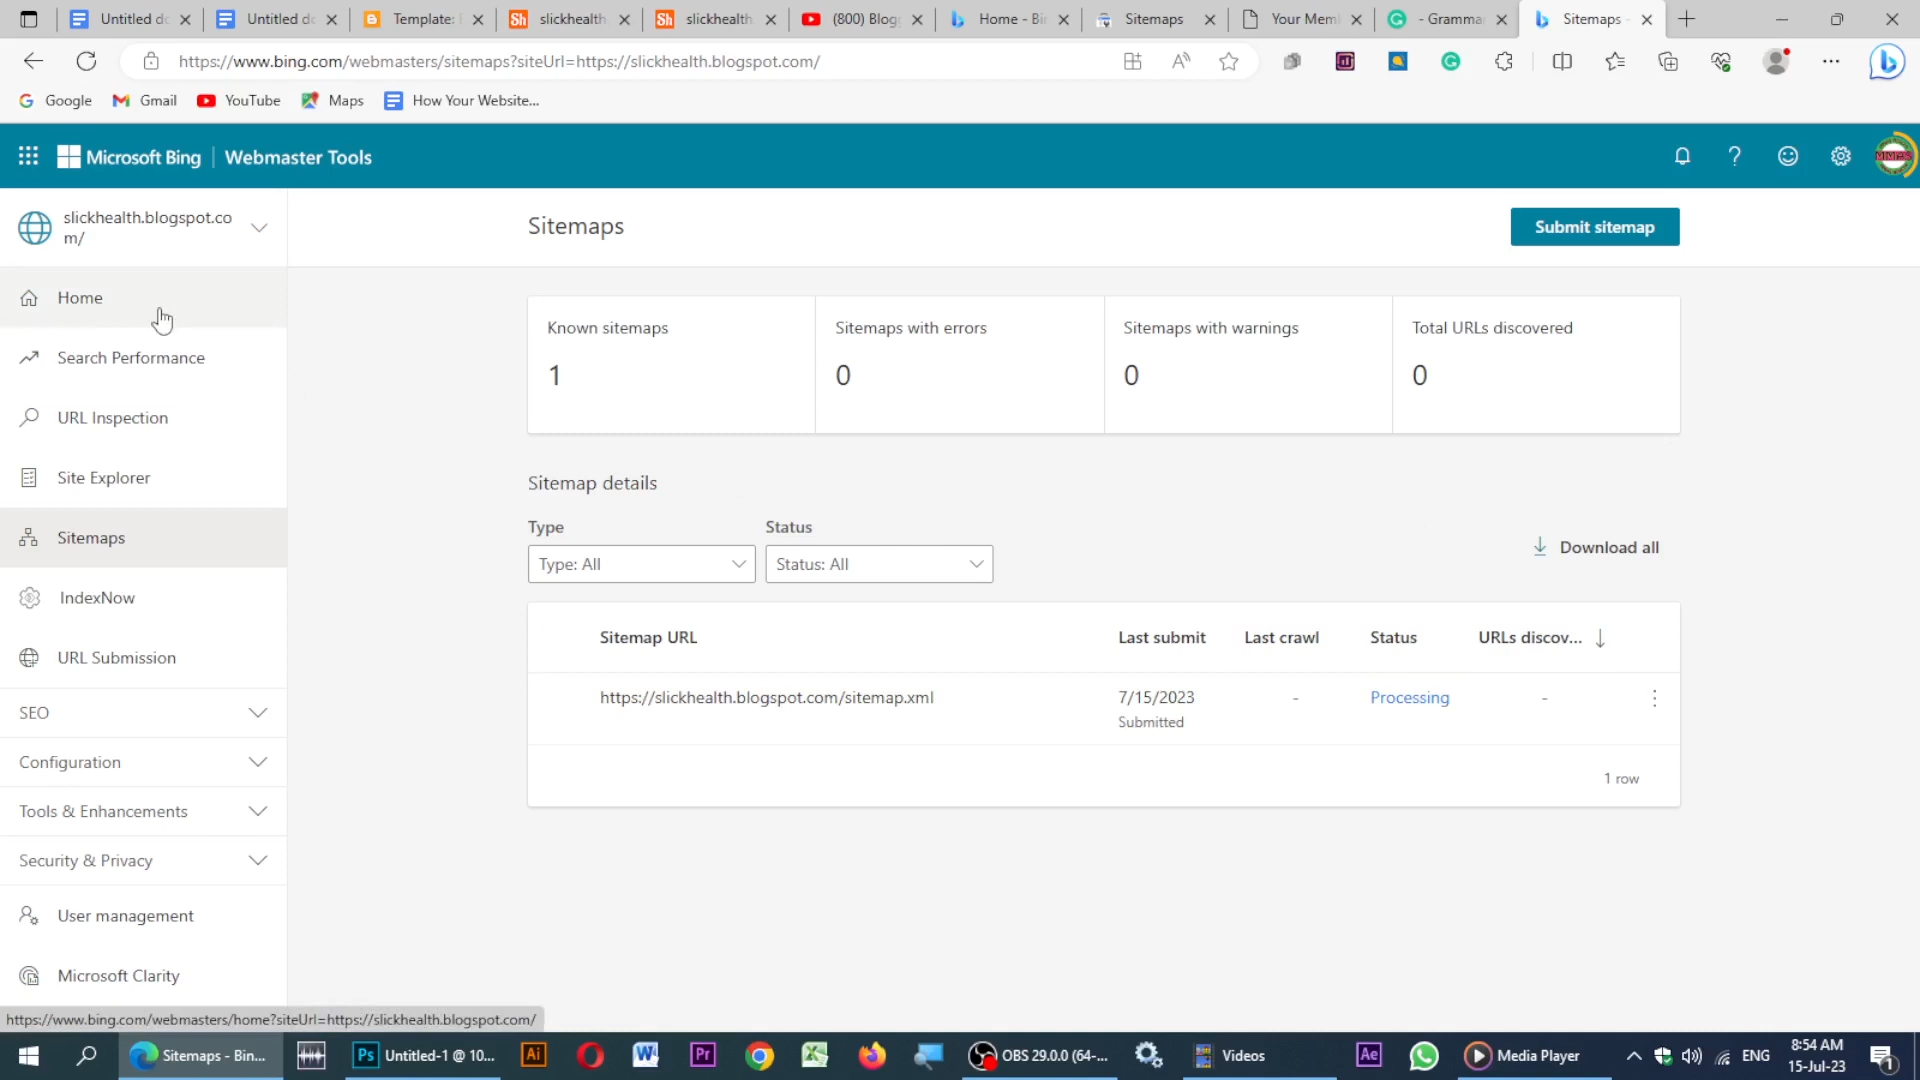 Untitled do
Untitled do
Template:
slickhealth
slickhealth
(800) Blog
Home - Bin
Sitemaps
Your Mem
- Gramma
Sitemaps -
https://www.bing.com/webmasters/sitemaps?siteUrl=https://slickhealth.blogspot.com/
Google
Gmail
YouTube
Maps
How Your Website...
Microsoft Bing
Webmaster Tools
slickhealth.blogspot.co
m/
Sitemaps
Submit sitemap
Home
Search Performance
URL Inspection
Site Explorer
Sitemaps
IndexNow
URL Submission
SEO
Configuration
Tools & Enhancements
Security & Privacy
User management
Microsoft Clarity
Known sitemaps
1
Sitemaps with errors
0
Sitemaps with warnings
0
Total URLs discovered
0
Sitemap details
Type
Status
Type: All
Status: All
Download all
Sitemap URL
Last submit
Last crawl
Status
URLs discov...
https://slickhealth.blogspot.com/sitemap.xml
7/15/2023
Submitted
-
Processing
-
1 row
https://www.bing.com/webmasters/home?siteUrl=https://slickhealth.blogspot.com/
Sitemaps - Bin...
Untitled-1 @ 10...
OBS 29.0.0 (64-...
Videos
Media Player
ENG
8:54 AM
15-Jul-23